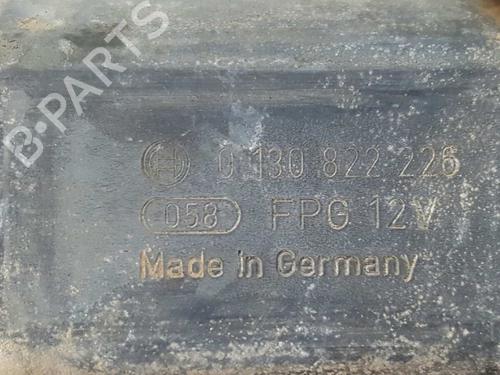 B-PARTS
0 130 822 226
058 FPG 12V
Made in Germany